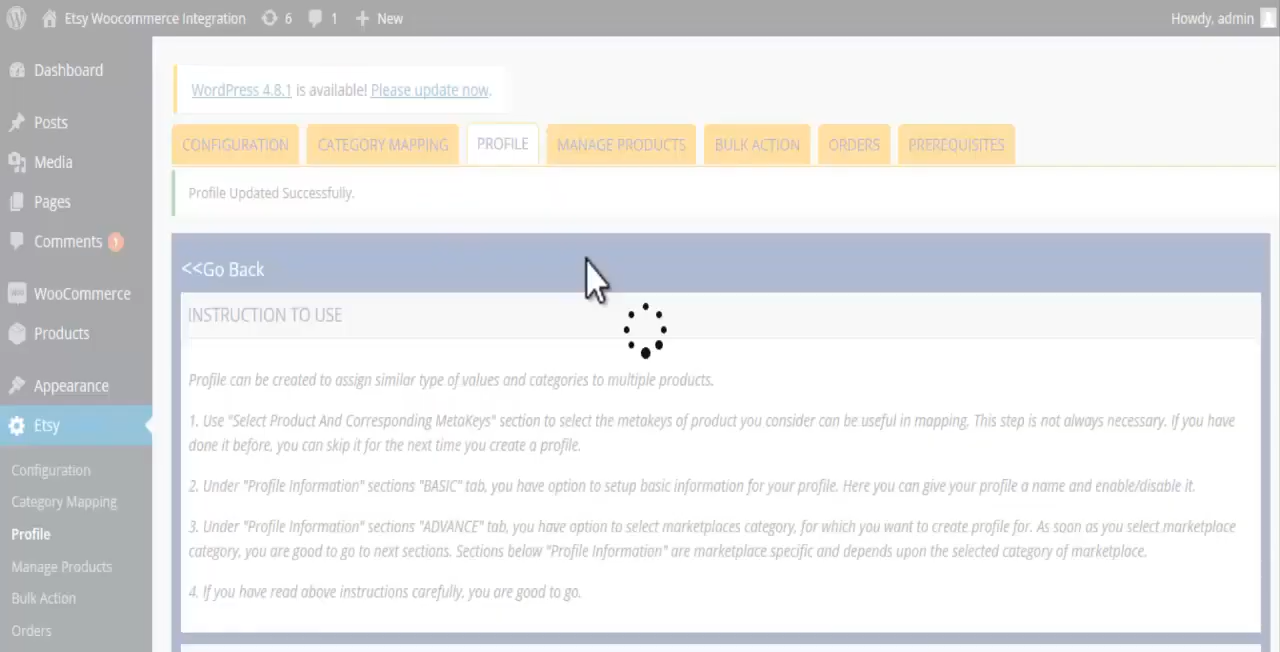 Etsy Woocommerce Integration 6 1 New Howdy, admin
Dashboard
Posts
Media
Pages
Comments 1
WooCommerce
Products
Appearance
Etsy
Configuration
Category Mapping
Profile
Manage Products
Bulk Action
Orders
WordPress 4.8.1 is available! Please update now.
CONFIGURATION CATEGORY MAPPING PROFILE MANAGE PRODUCTS BULK ACTION ORDERS PREREQUISITES
Profile Updated Successfully.
<<Go Back
INSTRUCTION TO USE
Profile can be created to assign similar type of values and categories to multiple products.
1. Use "Select Product And Corresponding MetaKeys" section to select the metakeys of product you consider can be useful in mapping. This step is not always necessary. If you have
done it before, you can skip it for the next time you create a profile.
2. Under "Profile Information" sections "BASIC" tab, you have option to setup basic information for your profile. Here you can give your profile a name and enable/disable it.
3. Under "Profile Information" sections "ADVANCE" tab, you have option to select marketplaces category, for which you want to create profile for. As soon as you select marketplace
category, you are good to go to next sections. Sections below "Profile Information" are marketplace specific and depends upon the selected category of marketplace.
4. If you have read above instructions carefully, you are good to go.